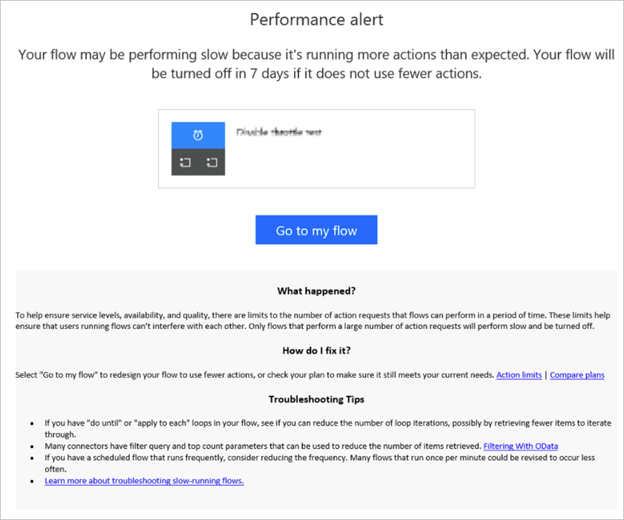 Performance alert
Your flow may be performing slow because it's running more actions than expected. Your flow will
be turned off in 7 days if it does not use fewer actions.
Disable throttle test
Go to my flow
What happened?
To help ensure service levels, availability, and quality, there are limits to the number of action requests that flows can perform in a period of time. These limits help
ensure that users running flows can't interfere with each other. Only flows that perform a large number of action requests will perform slow and be turned off.
How do I fix it?
Select "Go to my flow" to redesign your flow to use fewer actions, or check your plan to make sure it still meets your current needs. Action limits | Compare plans
Troubleshooting Tips
• If you have "do until" or "apply to each" loops in your flow, see if you can reduce the number of loop iterations, possibly by retrieving fewer items to iterate
through.
• Many connectors have filter query and top count parameters that can be used to reduce the number of items retrieved. Filtering With OData
• If you have a scheduled flow that runs frequently, consider reducing the frequency. Many flows that run once per minute could be revised to occur less
often.
• Learn more about troubleshooting slow-running flows.